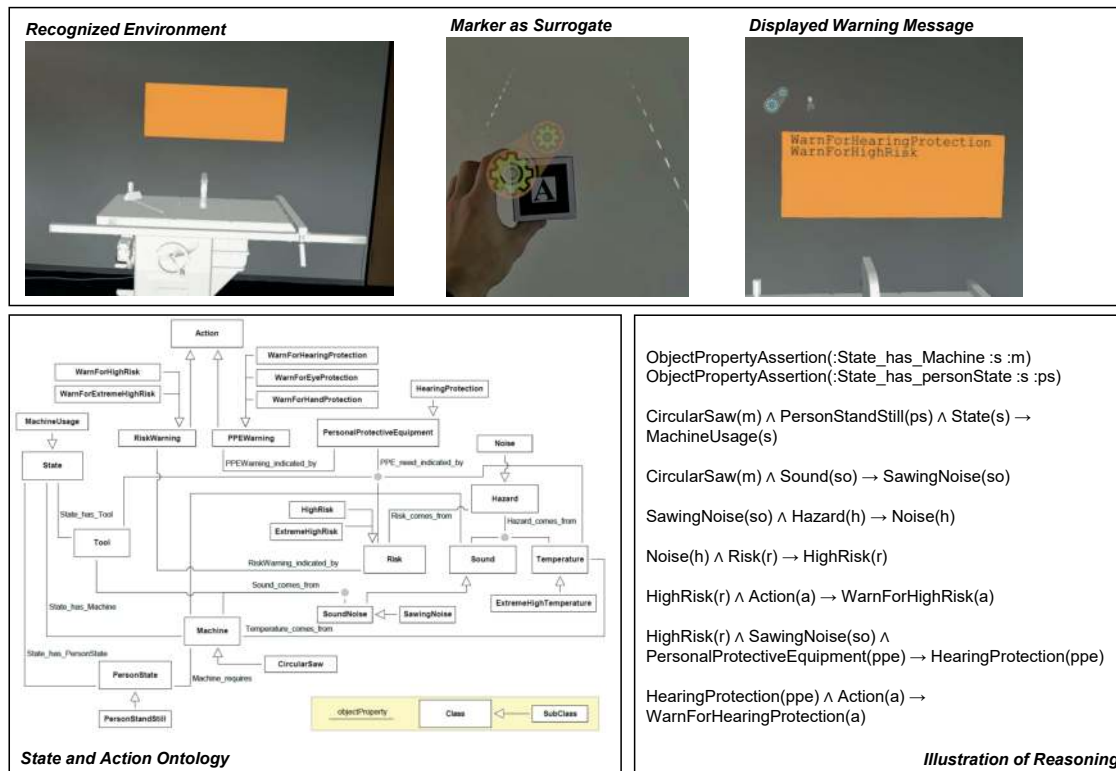 Recognized Environment
Marker as Surrogate
Displayed Warning Message
A
WarnForHearingProtection
WarnForHighRisk
Action
WarnForHearingProtection
WarnForHighRisk
WarnForEyeProtection
HearingProtection
WarnForExtremeHighRisk
WarnForHandProtection
MachineUsage
RiskWarning
PPEWarning
PersonalProtectiveEquipment
Noise
State
PPEWarning_indicated_by
PPE_need_indicated_by
Hazard
HighRisk
State_has_Tool
Risk_comes_from
Hazard_comes_from
ExtremeHighRisk
Tool
Risk
Sound
Temperature
RiskWarning_indicated_by
Sound_comes_from
ExtremeHighTemperature
State_has_Machine
SoundNoise
SawingNoise
Machine
Temperature_comes_from
State_has_PersonState
CircularSaw
PersonState
Machine_requires
objectProperty
Class
SubClass
PersonStandStill
State and Action Ontology
ObjectPropertyAssertion(:State_has_Machine :s :m)
ObjectPropertyAssertion(:State_has_personState :s :ps)
CircularSaw(m) Λ PersonStandStill(ps) Λ State(s) →
MachineUsage(s)
CircularSaw(m) Λ Sound(so) → SawingNoise(so)
SawingNoise(so) Λ Hazard(h) → Noise(h)
Noise(h) Λ Risk(r) → HighRisk(r)
HighRisk(r) Λ Action(a) → WarnForHighRisk(a)
HighRisk(r) Λ SawingNoise(so) Λ
PersonalProtectiveEquipment(ppe) → HearingProtection(ppe)
HearingProtection(ppe) Λ Action(a) →
WarnForHearingProtection(a)
Illustration of Reasoning